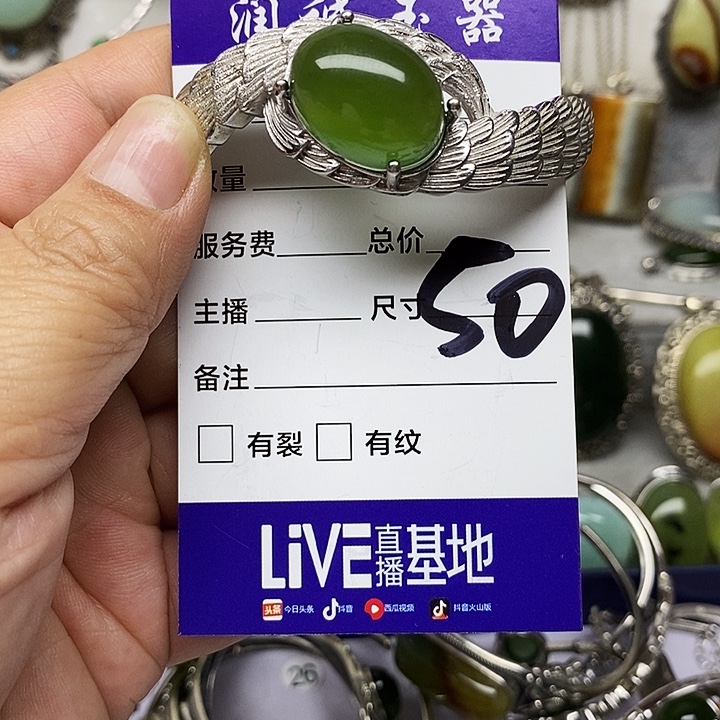 玉器
数量
服务费 总价
主播 尺寸
50
备注
有裂 有纹
LiVE直播基地
头条 今日头条 抖音 西瓜视频 抖音火山版
26